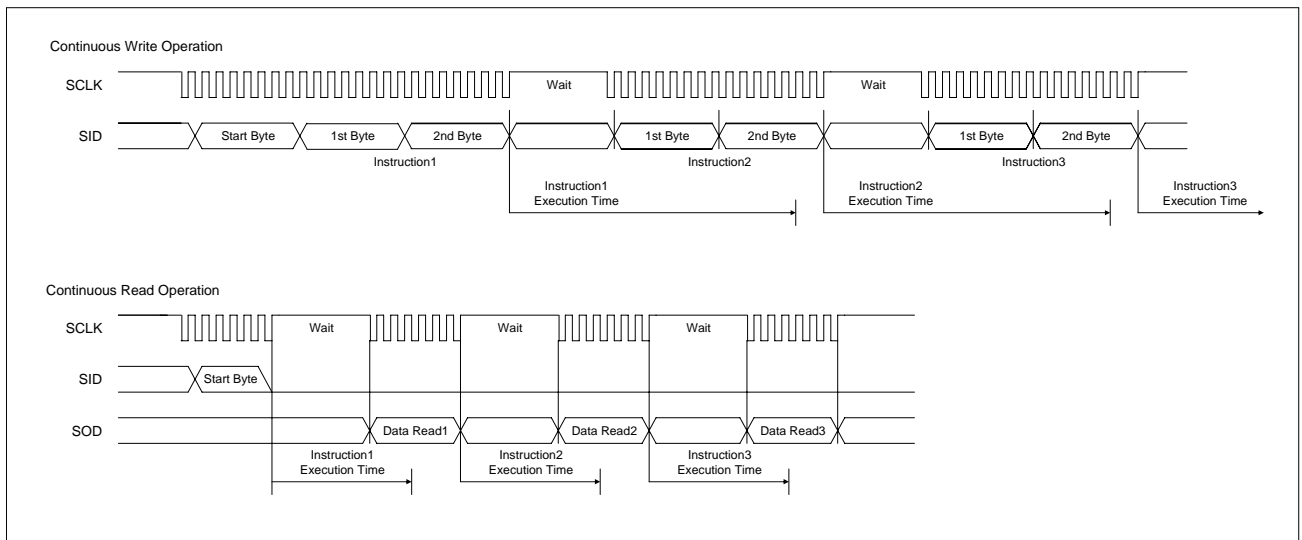 Continuous Write Operation
SCLK
Wait
Wait
SID
Start Byte
1st Byte
2nd Byte
1st Byte
2nd Byte
1st Byte
2nd Byte
Instruction1
Instruction2
Instruction3
Instruction1
Execution Time
Instruction2
Execution Time
Instruction3
Execution Time
Continuous Read Operation
SCLK
Wait
Wait
Wait
SID
Start Byte
SOD
Data Read1
Data Read2
Data Read3
Instruction1
Execution Time
Instruction2
Execution Time
Instruction3
Execution Time